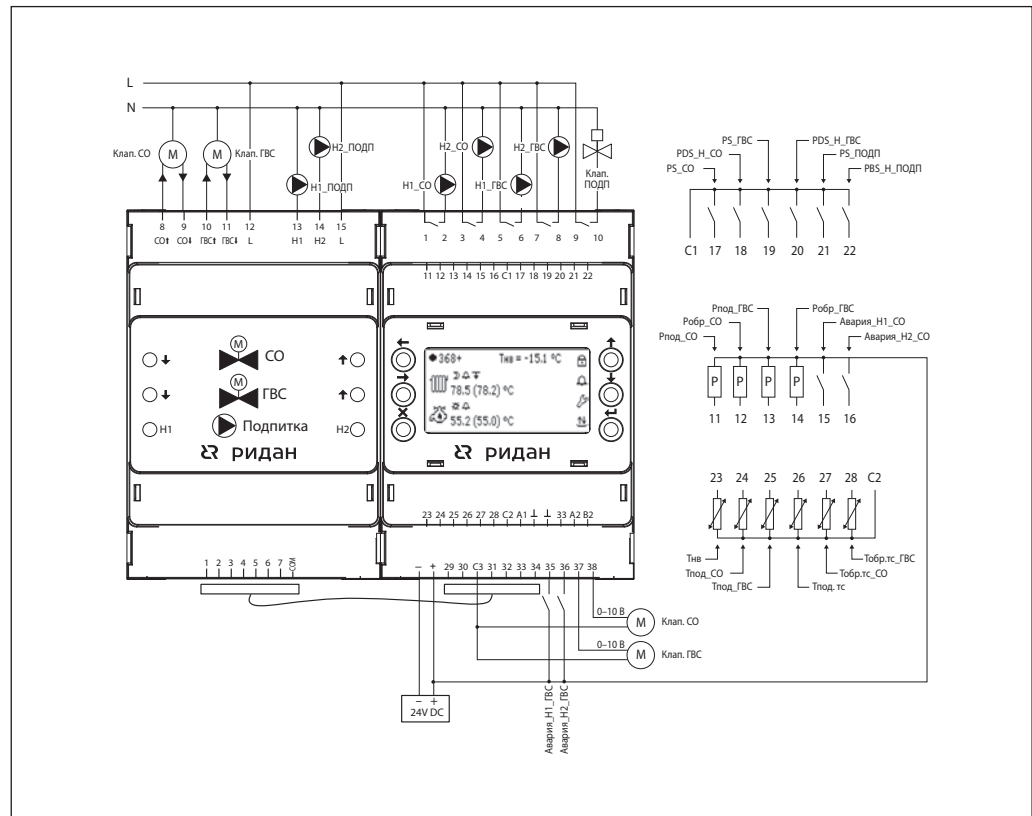 L
N
Клап. СО
M
M
Клап. ГВС
Н2_ПОДП
Н1_ПОДП
Н2_СО
Н2_ГВС
Н1_СО
Н1_ГВС
Клап.
ПОДП
8 9 10 11 12 13 14 15
СО⬆ СО⬇ ГВС⬆ ГВС⬇ L H1 H2 L
1 2 3 4 5 6 7 8 9 10
11 12 13 14 15 16 C1 17 18 19 20 21 22
M
СО
M
ГВС
H1
Подпитка
H2
ридан
368+ Тнв = -15.1 °C
78.5 (78.2) °C
55.2 (55.0) °C
ридан
23 24 25 26 27 28 C2 A1 ⊥ ⊥ 33 A2 B2
1 2 3 4 5 6 7 COM
– + 29 30 C3 31 32 33 34 35 36 37 38
0–10 В
M
Клап. СО
0–10 В
M
Клап. ГВС
– +
24V DC
Авария_Н1_ГВС
Авария_Н2_ГВС
PS_ГВС
PDS_Н_ГВС
PDS_Н_СО
PS_ПОДП
PS_СО
PBS_Н_ПОДП
C1 17 18 19 20 21 22
Рпод_ГВС
Робр_ГВС
Робр_СО
Авария_Н1_СО
Рпод_СО
Авария_Н2_СО
P P P P
11 12 13 14 15 16
23 24 25 26 27 28 C2
Тнв
Тобр.тс_ГВС
Тпод_СО
Тобр.тс_СО
Тпод_ГВС
Тпод. тс